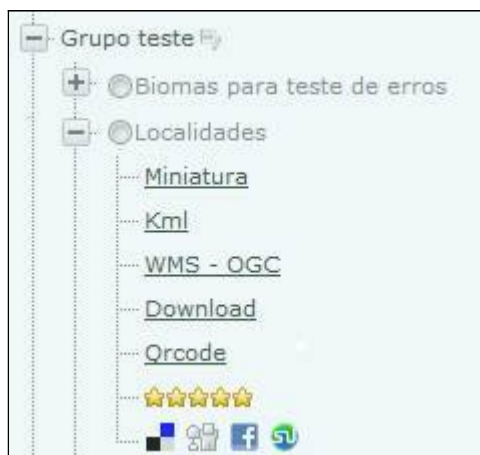 Grupo teste
Biomas para teste de erros
Localidades
Miniatura
Kml
WMS - OGC
Download
Qrcode